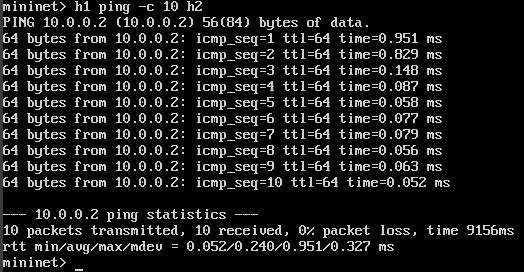 mininet> h1 ping -c 10 h2
PING 10.0.0.2 (10.0.0.2) 56(84) bytes of data.
64 bytes from 10.0.0.2: icmp_seq=1 ttl=64 time=0.951 ms
64 bytes from 10.0.0.2: icmp_seq=2 ttl=64 time=0.829 ms
64 bytes from 10.0.0.2: icmp_seq=3 ttl=64 time=0.148 ms
64 bytes from 10.0.0.2: icmp_seq=4 ttl=64 time=0.087 ms
64 bytes from 10.0.0.2: icmp_seq=5 ttl=64 time=0.058 ms
64 bytes from 10.0.0.2: icmp_seq=6 ttl=64 time=0.077 ms
64 bytes from 10.0.0.2: icmp_seq=7 ttl=64 time=0.079 ms
64 bytes from 10.0.0.2: icmp_seq=8 ttl=64 time=0.056 ms
64 bytes from 10.0.0.2: icmp_seq=9 ttl=64 time=0.063 ms
64 bytes from 10.0.0.2: icmp_seq=10 ttl=64 time=0.052 ms
--- 10.0.0.2 ping statistics ---
10 packets transmitted, 10 received, 0% packet loss, time 9156ms
rtt min/avg/max/mdev = 0.052/0.240/0.951/0.327 ms
mininet> _